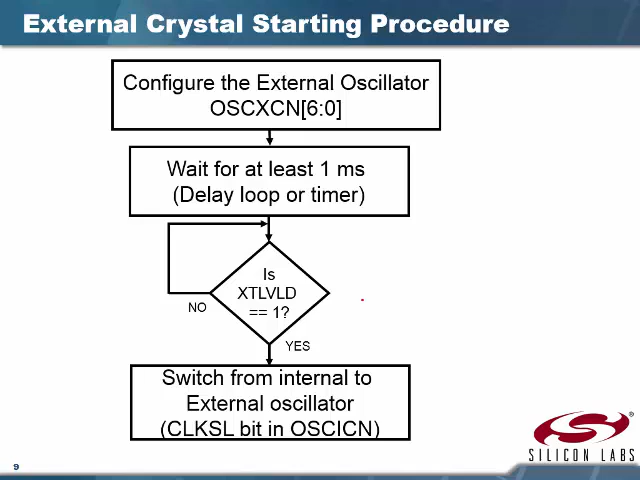 External Crystal Starting Procedure
Configure the External Oscillator
OSCXCN[6:0]
Wait for at least 1 ms
(Delay loop or timer)
Is
XTLVLD
== 1?
NO
YES
Switch from internal to
External oscillator
(CLKSL bit in OSCICN)
SILICON LABS
®
9